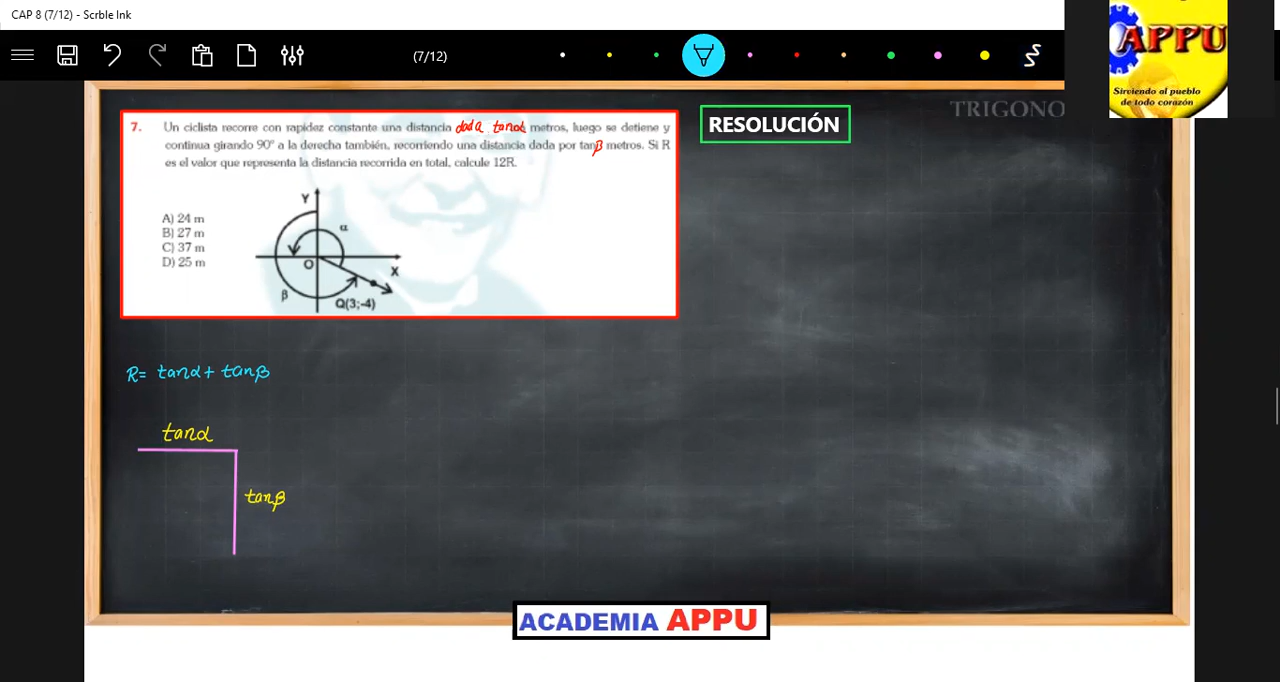 CAP 8 (7/12) - Scrble Ink
(7/12)
APPU
Sirviendo al pueblo
de todo corazón
TRIGONO
RESOLUCIÓN
7. Un ciclista recorre con rapidez constante una distancia dada tanα metros, luego se detiene y
continua girando 90° a la derecha también, recorriendo una distancia dada por tanβ metros. Si R
es el valor que representa la distancia recorrida en total, calcule 12R.
A) 24 m
B) 27 m
C) 37 m
D) 25 m
Y
α
O
X
β
Q(3;-4)
R= tanα + tanβ
tanα
tanβ
ACADEMIA APPU